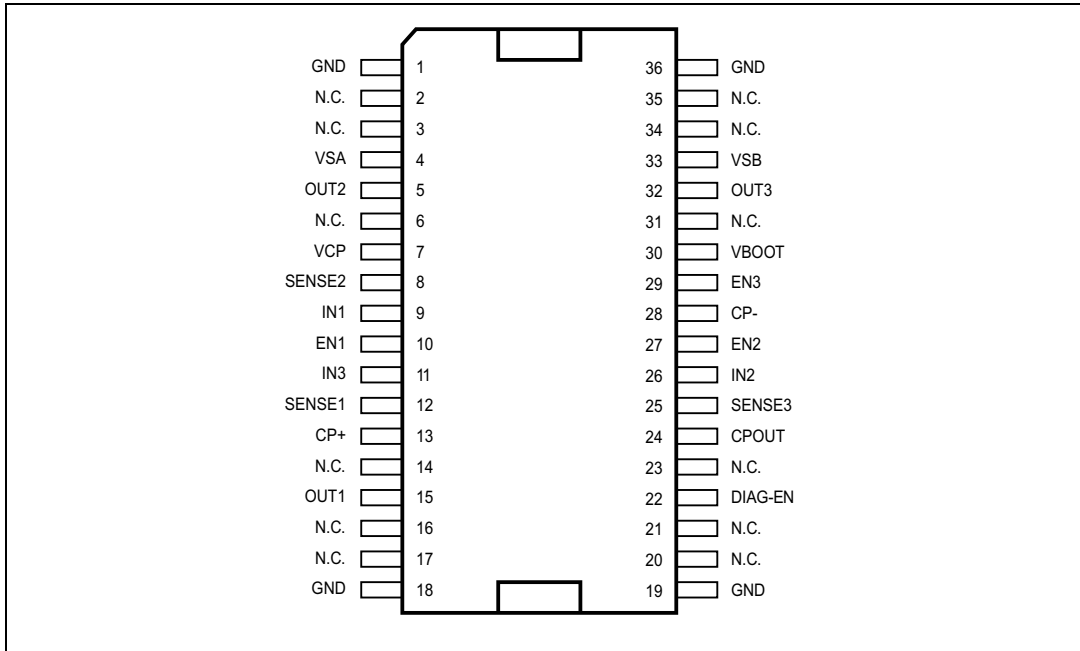 GND 1 36 GND
N.C. 2 35 N.C.
N.C. 3 34 N.C.
VSA 4 33 VSB
OUT2 5 32 OUT3
N.C. 6 31 N.C.
VCP 7 30 VBOOT
SENSE2 8 29 EN3
IN1 9 28 CP-
EN1 10 27 EN2
IN3 11 26 IN2
SENSE1 12 25 SENSE3
CP+ 13 24 CPOUT
N.C. 14 23 N.C.
OUT1 15 22 DIAG-EN
N.C. 16 21 N.C.
N.C. 17 20 N.C.
GND 18 19 GND